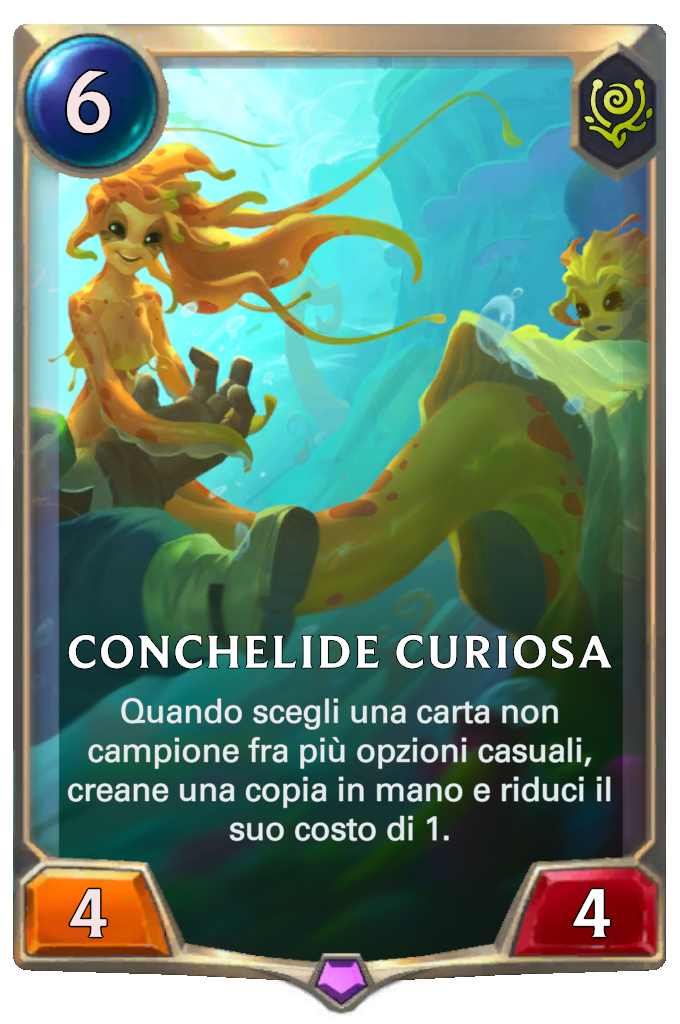 6
CONCHELIDE CURIOSA
Quando scegli una carta non
campione fra più opzioni casuali,
creane una copia in mano e riduci il
suo costo di 1.
4
4